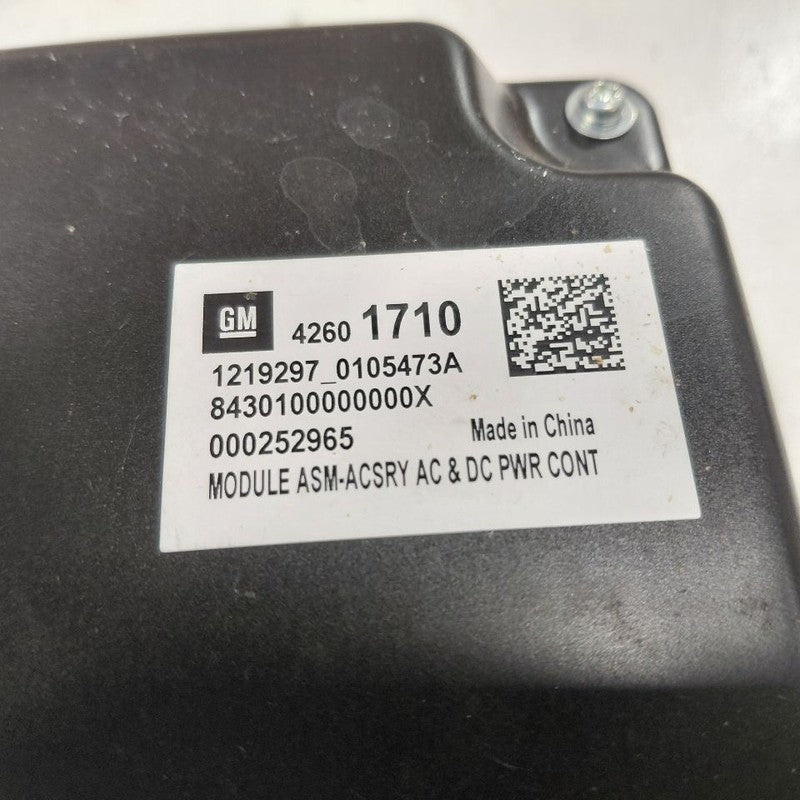 GM 4260 1710
1219297_0105473A
8430100000000X
000252965 Made in China
MODULE ASM-ACSRY AC & DC PWR CONT